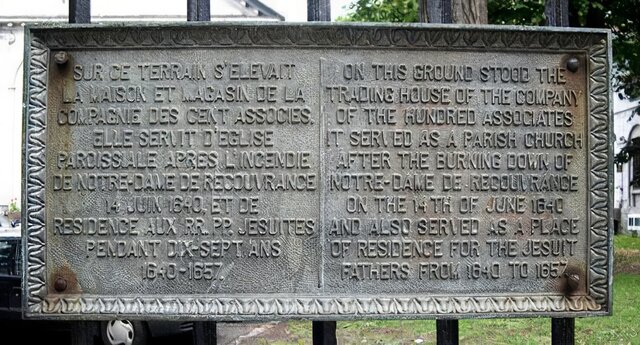 SUR CE TERRAIN S'ELEVAIT
LA MAISON ET MAGASIN DE LA
COMPAGNIE DES CENT ASSOCIES.
ELLE SERVIT D'EGLISE
PAROISSIALE APRES L'INCENDIE
DE NOTRE-DAME DE RECOUVRANCE
14 JUIN 1640, ET DE
RESIDENCE AUX RR. PP. JESUITES
PENDANT DIX-SEPT ANS
1640-1657.
ON THIS GROUND STOOD THE
TRADING HOUSE OF THE COMPANY
OF THE HUNDRED ASSOCIATES
IT SERVED AS A PARISH CHURCH
AFTER THE BURNING DOWN OF
NOTRE-DAME DE RECOUVRANCE
ON THE 14TH OF JUNE 1640
AND ALSO SERVED AS A PLACE
OF RESIDENCE FOR THE JESUIT
FATHERS FROM 1640 TO 1657